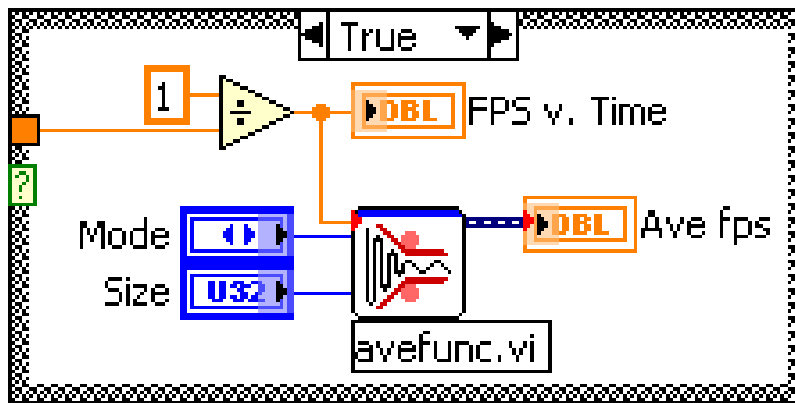 True
1
÷
DBL
FPS v. Time
?
Mode
DBL
Ave fps
Size
U32
avefunc.vi